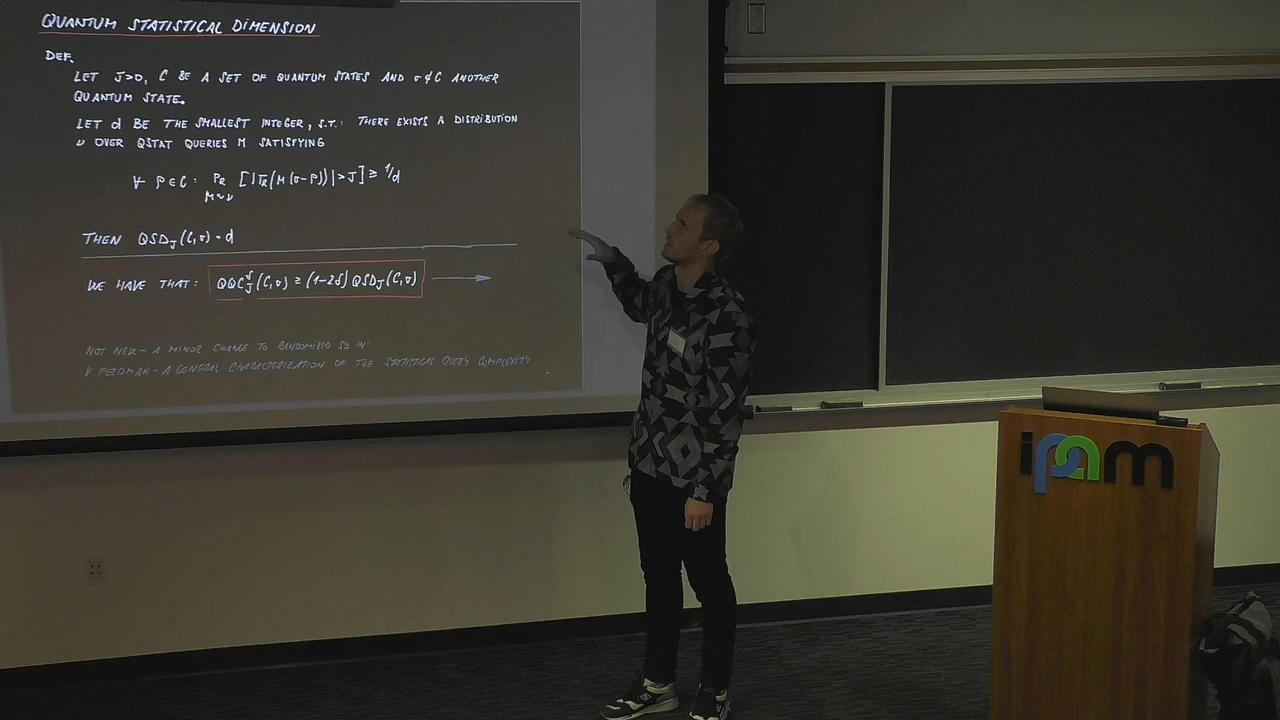 QUANTUM STATISTICAL DIMENSION
DEF.
LET τ>0, C BE A SET OF QUANTUM STATES AND σ∉C ANOTHER
QUANTUM STATE.
LET d BE THE SMALLEST INTEGER, S.T.: THERE EXISTS A DISTRIBUTION
ν OVER QSTAT QUERIES M SATISFYING
∀ ρ∈C: Pr [|Tr(M(σ-ρ))|>τ] ≥ 1/d
M~ν
THEN QSD_τ(C,σ)=d
WE HAVE THAT: QQC^δ_τ(C,σ) ≥ (1-2δ) QSD_τ(C,σ) →
NOT NEW - A MINOR CHANGE TO RANDOMIZED SD IN:
V FELDMAN - A GENERAL CHARACTERIZATION OF THE STATISTICAL QUERY COMPLEXITY
ipam